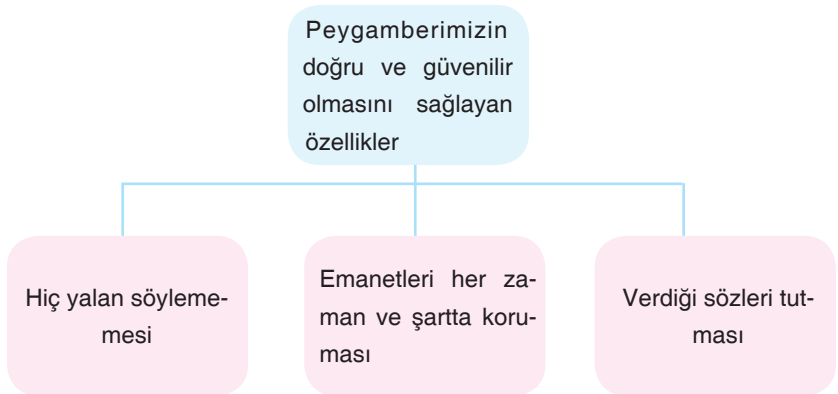 Peygamberimizin
doğru ve güvenilir
olmasını sağlayan
özellikler
Hiç yalan söyleme-
mesi
Emanetleri her za-
man ve şartta koru-
ması
Verdiği sözleri tut-
ması